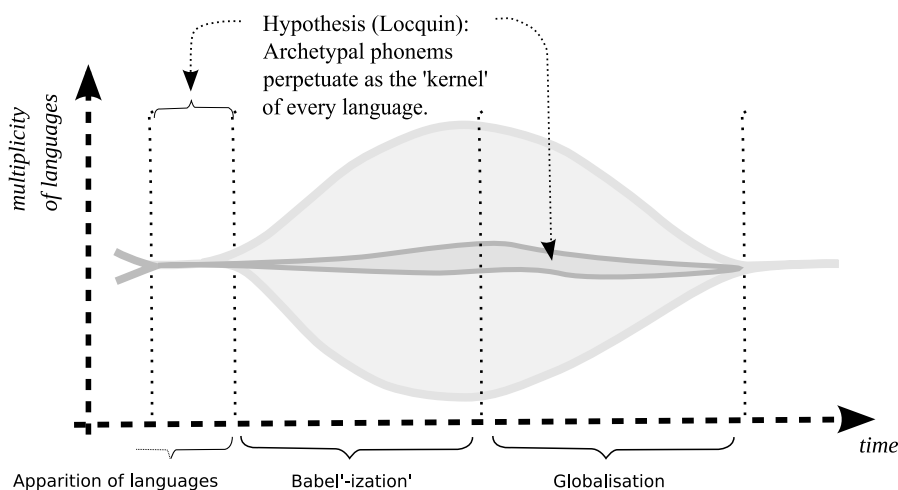 Hypothesis (Locquin):
Archetypal phonems
perpetuate as the 'kernel'
of every language.
multiplicity
of languages
time
Apparition of languages
Babel'-ization'
Globalisation